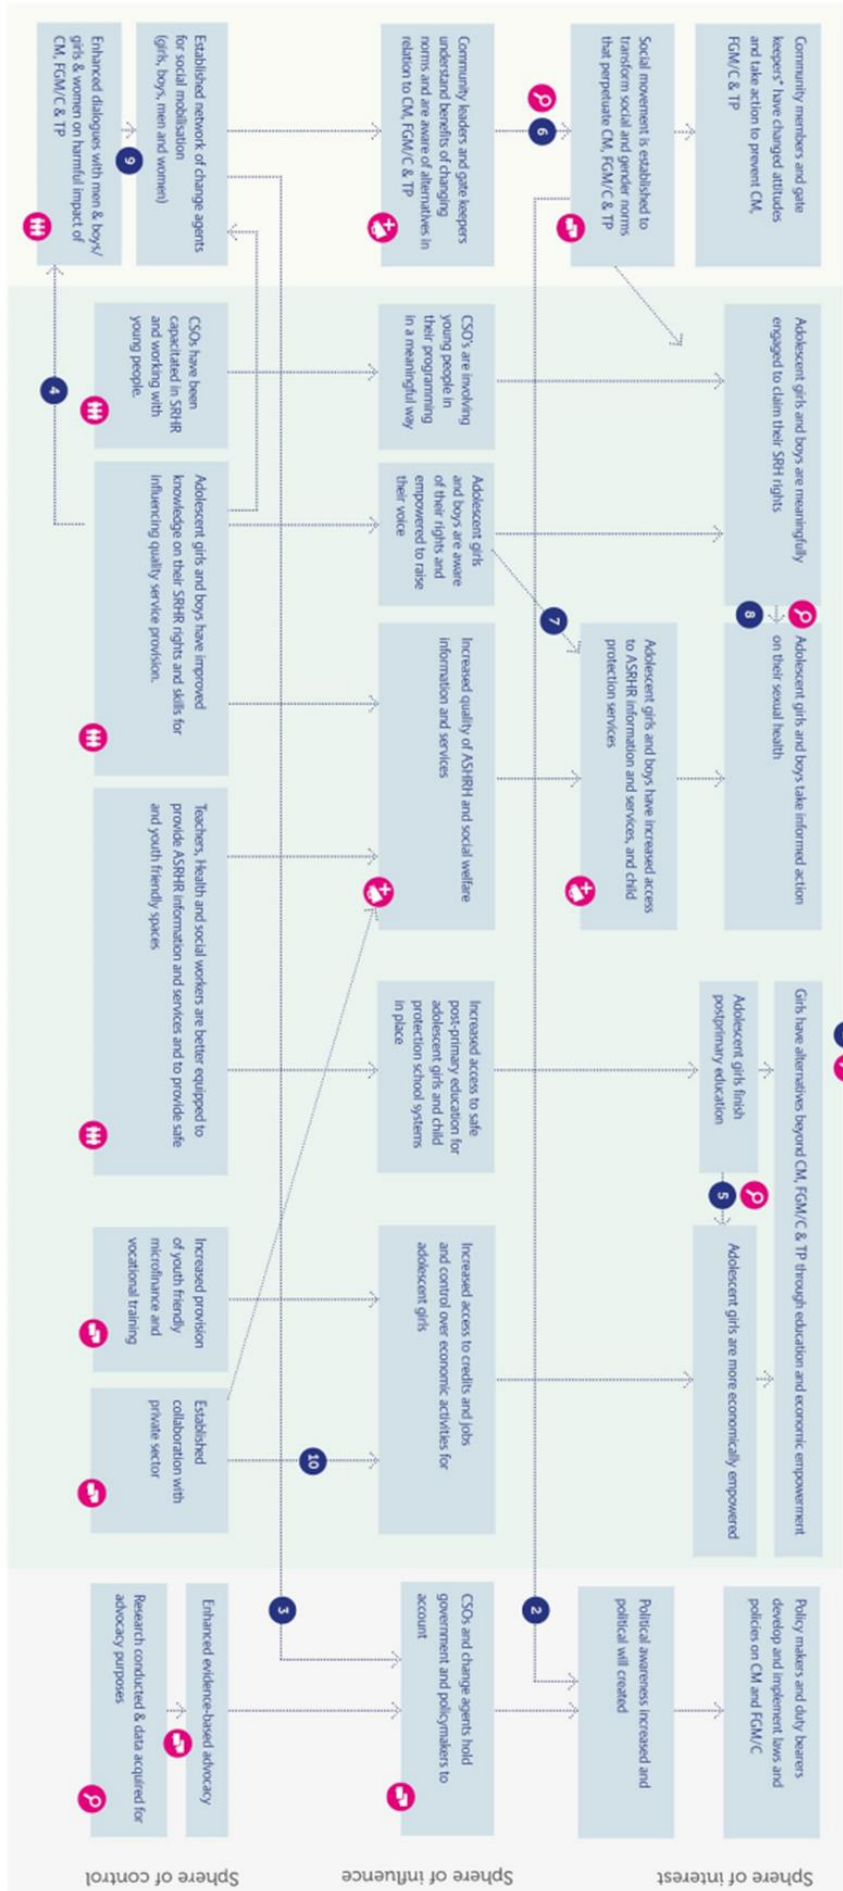 Community members and gate
keepers* have changed attitudes
and take action to prevent CM,
FGM/C & TP
Social movement is established to
transform social and gender norms
that perpetuate CM, FGM/C & TP
6
Community leaders and gate keepers
understand benefits of changing
norms and are aware of alternatives in
relation to CM, FGM/C & TP
Established network of change agents
for social mobilisation
(girls, boys, men and women)
9
Enhanced dialogues with men & boys/
girls & women on harmful impact of
CM, FGM/C & TP
Adolescent girls and boys are meaningfully
engaged to claim their SRH rights
8
Adolescent girls and boys take informed action
on their sexual health
Girls have alternatives beyond CM, FGM/C & TP through education and economic empowerment
Adolescent girls finish
postprimary education
5
Adolescent girls are more economically empowered
Adolescent girls and boys have increased access
to ASRHR information and services, and child
protection services
7
CSO's are involving
young people in
their programming
in a meaningful way
Adolescent girls
and boys are aware
of their rights and
empowered to raise
their voice
Increased quality of ASHRH and social welfare
information and services
Increased access to safe
post-primary education for
adolescent girls and child
protection school systems
in place
Increased access to credits and jobs
and control over economic activities for
adolescent girls
10
4
CSOs have been
capacitated in SRHR
and working with
young people.
Adolescent girls and boys have improved
knowledge on their SRHR rights and skills for
influencing quality service provision.
Teachers, Health and social workers are better equipped to
provide ASRHR information and services and to provide safe
and youth friendly spaces
Increased provision
of youth friendly
microfinance and
vocational training
Established
collaboration with
private sector
Policy makers and duty bearers
develop and implement laws and
policies on CM and FGM/C
Political awareness increased and
political will created
2
CSOs and change agents hold
government and policymakers to
account
3
Enhanced evidence-based advocacy
Research conducted & data acquired for
advocacy purposes
Sphere of interest
Sphere of influence
Sphere of control